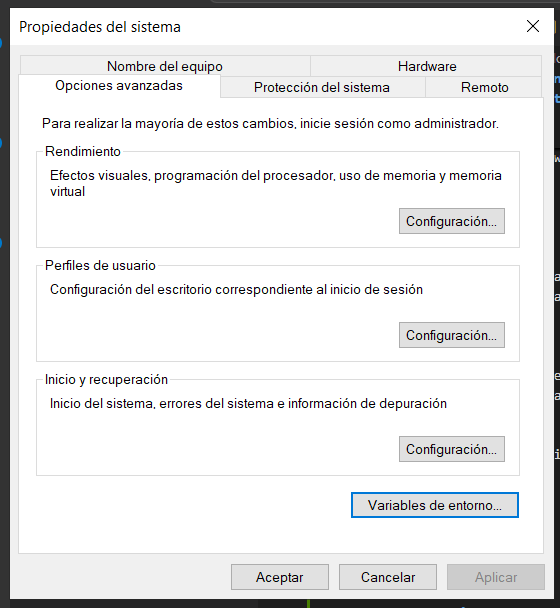 Propiedades del sistema
Nombre del equipo
Hardware
Opciones avanzadas
Protección del sistema
Remoto
Para realizar la mayoría de estos cambios, inicie sesión como administrador.
Rendimiento
Efectos visuales, programación del procesador, uso de memoria y memoria
virtual
Configuración...
Perfiles de usuario
Configuración del escritorio correspondiente al inicio de sesión
Configuración...
Inicio y recuperación
Inicio del sistema, errores del sistema e información de depuración
Configuración...
Variables de entorno...
Aceptar
Cancelar
Aplicar